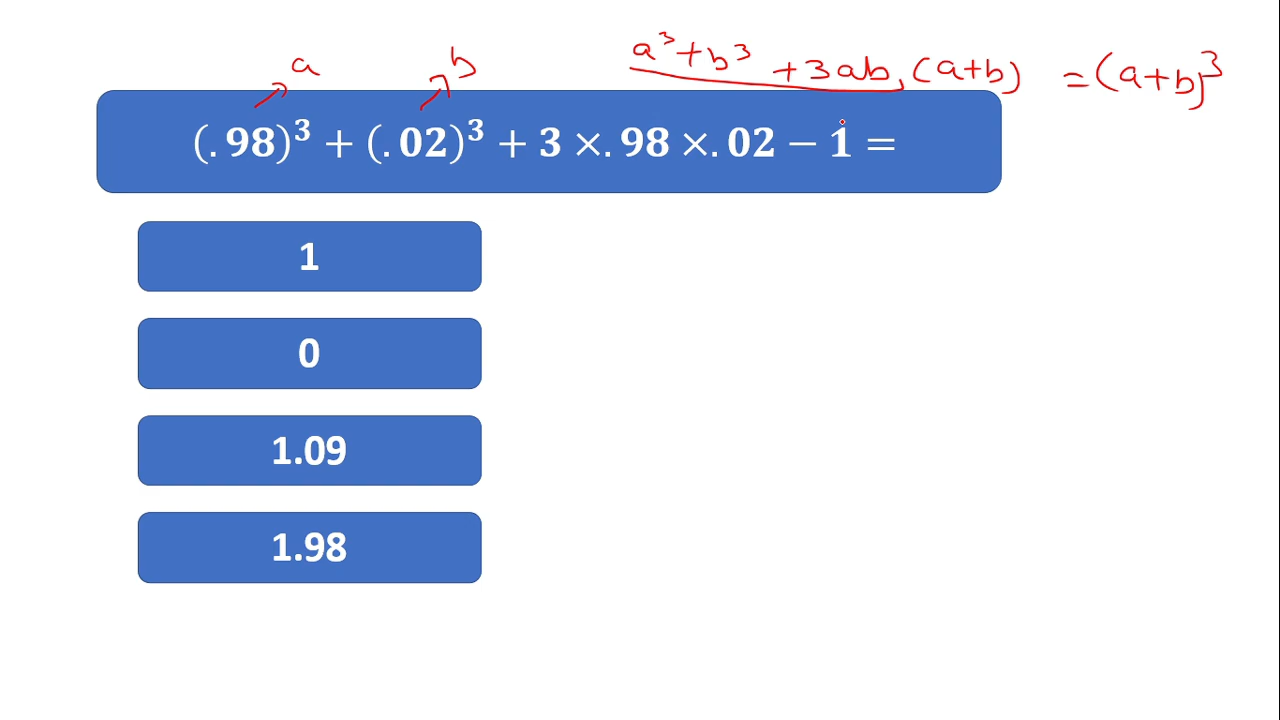 a b a³+b³ +3ab,(a+b) =(a+b)³
(.98)³ + (.02)³ + 3 ×.98 ×.02 − 1 =
1
0
1.09
1.98